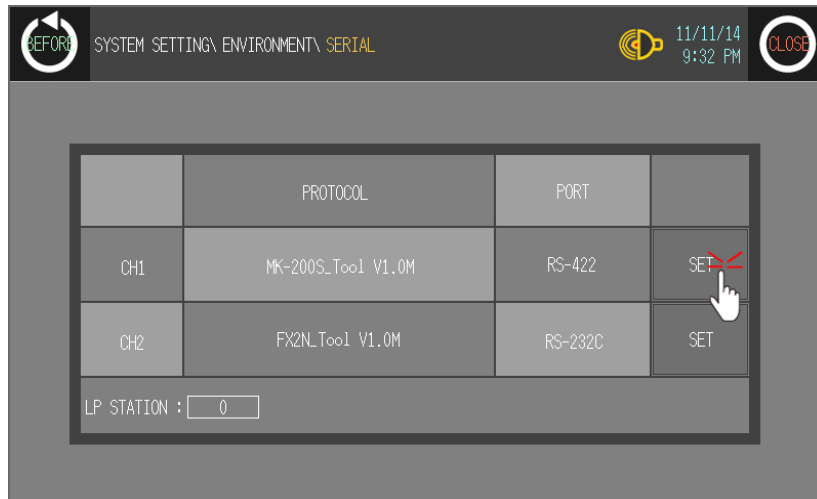 BEFORE SYSTEM SETTING\ ENVIRONMENT\ SERIAL 11/11/14 CLOSE
9:32 PM
PROTOCOL PORT
CH1 MK-200S_Tool V1.0M RS-422 SET
CH2 FX2N_Tool V1.0M RS-232C SET
LP STATION : 0